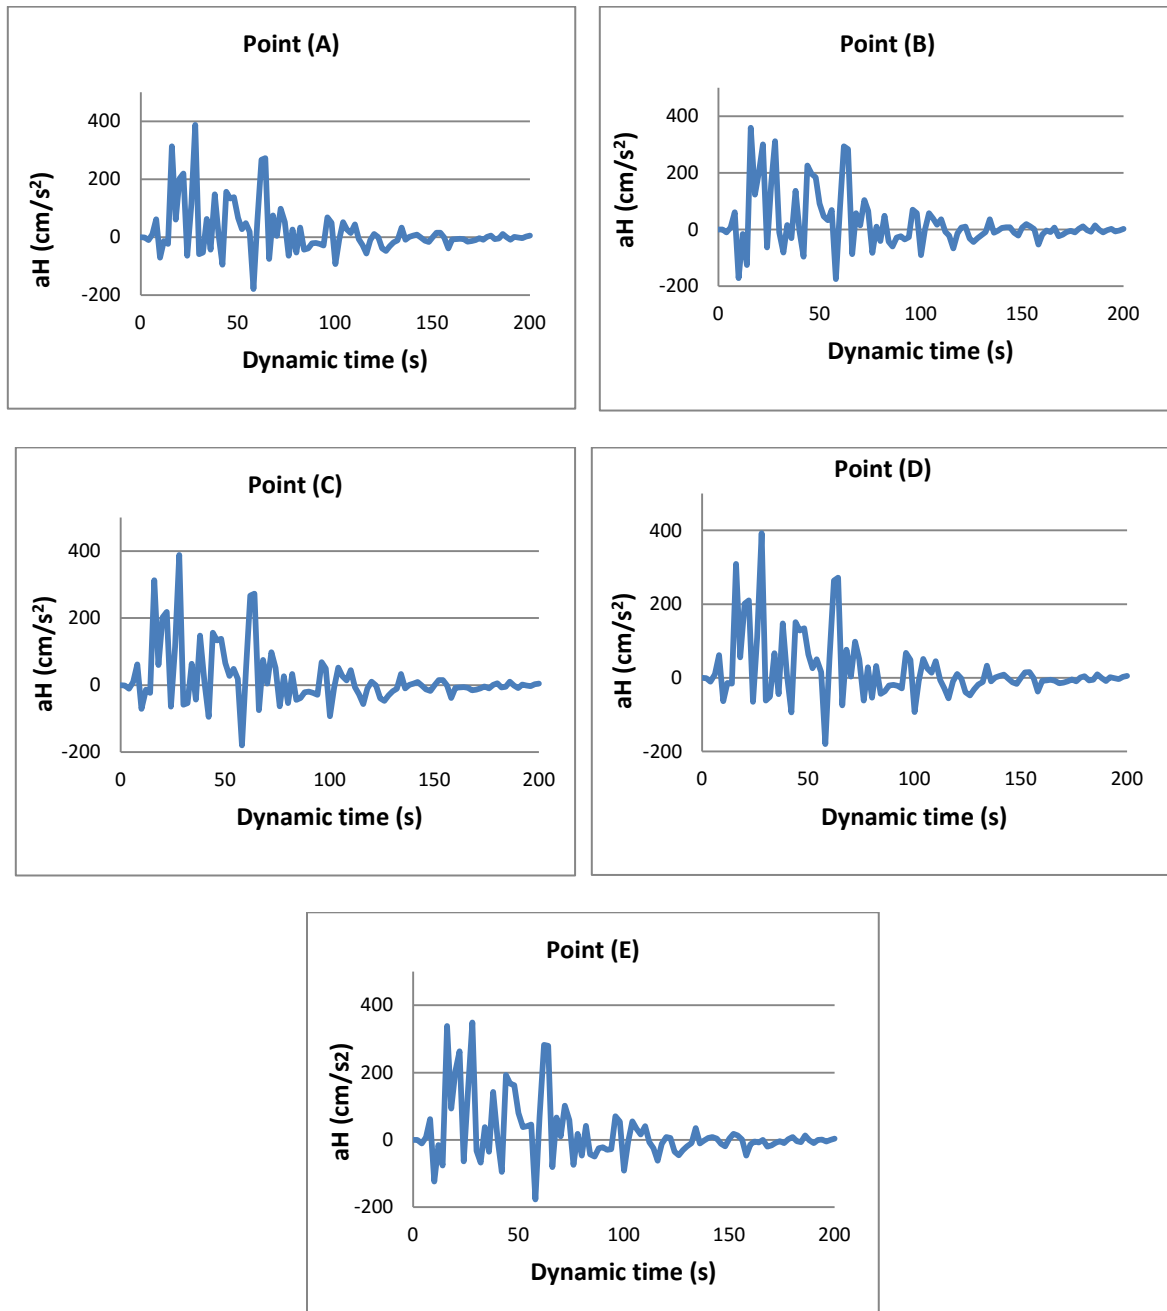 Point (A)
400
200
0
-200
0 50 100 150 200
aH (cm/s²)
Dynamic time (s)
Point (B)
400
200
0
-200
0 50 100 150 200
aH (cm/s²)
Dynamic time (s)
Point (C)
400
200
0
-200
0 50 100 150 200
aH (cm/s²)
Dynamic time (s)
Point (D)
400
200
0
-200
0 50 100 150 200
aH (cm/s²)
Dynamic time (s)
Point (E)
400
200
0
-200
0 50 100 150 200
aH (cm/s2)
Dynamic time (s)